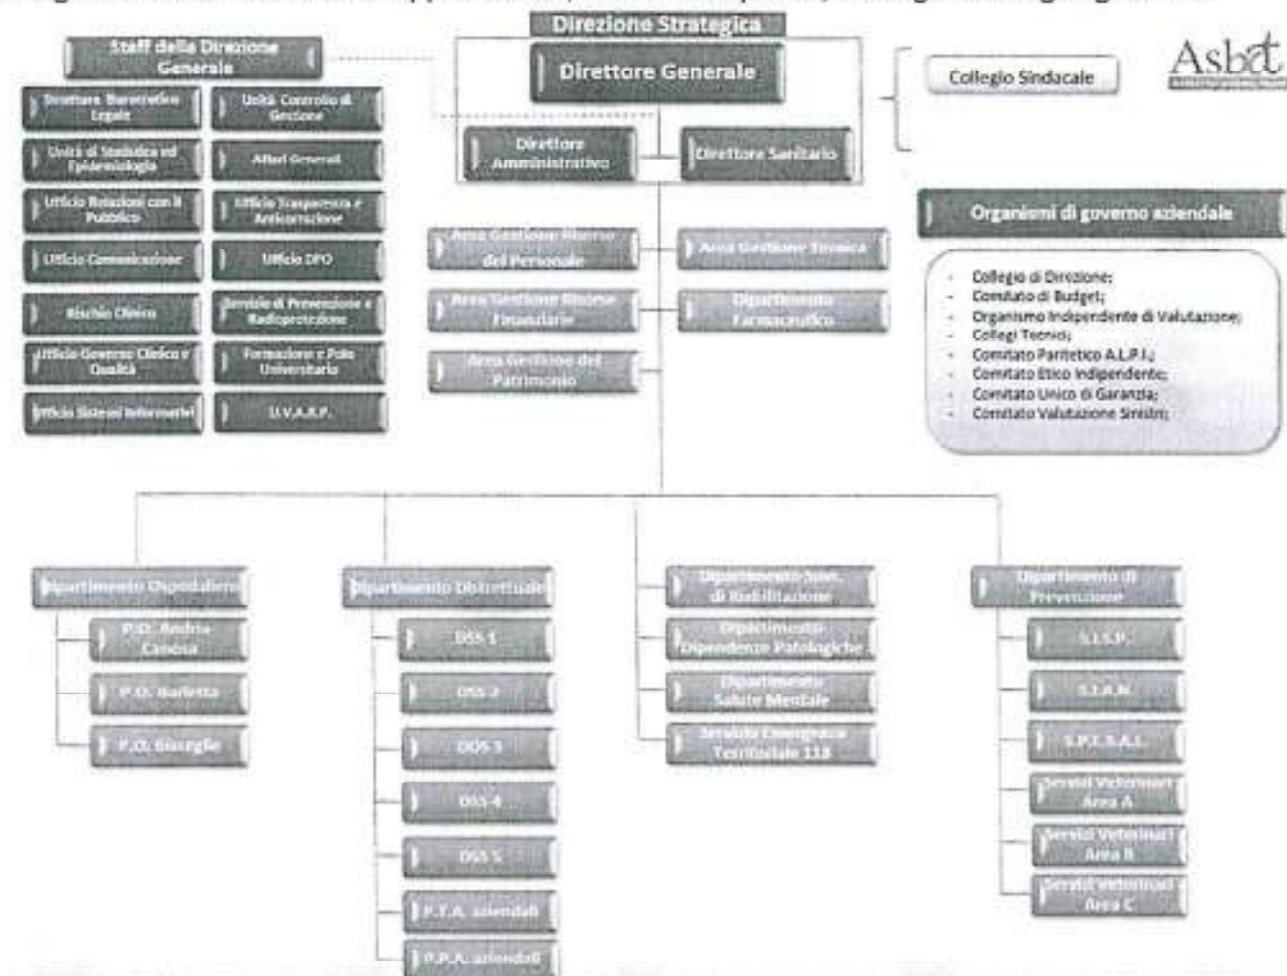 Direzione Strategica
Direttore Generale
Direttore
Amministrativo
Direttore Sanitario
Staff della Direzione
Generale
Struttura Burocratico
Legale
Unità Controllo di
Gestione
Unità di Statistica ed
Epidemiologia
Affari Generali
Ufficio Relazioni con il
Pubblico
Ufficio Trasparenza e
Anticorruzione
Ufficio Comunicazione
Ufficio DPO
Rischio Clinico
Servizio di Prevenzione e
Radioprotezione
Ufficio Governo Clinico e
Qualità
Formazione e Polo
Universitario
Ufficio Sistemi Informativi
U.V.A.R.P.
Collegio Sindacale
Asbat
Organismi di governo aziendale
- Collegio di Direzione;
- Comitato di Budget;
- Organismo Indipendente di Valutazione;
- Collegi Tecnici;
- Comitato Paritetico A.L.P.I.;
- Comitato Etico Indipendente;
- Comitato Unico di Garanzia;
- Comitato Valutazione Sinistri;
Area Gestione Risorse
del Personale
Area Gestione Tecnica
Area Gestione Risorse
Finanziarie
Dipartimento
Farmaceutico
Area Gestione del
Patrimonio
Dipartimento Ospedaliero
P.O. Andria
Canosa
P.O. Barletta
P.O. Bisceglie
Dipartimento Distrettuale
DSS 1
DSS 2
DOS 3
DSS 4
DSS 5
P.T.A. aziendali
P.P.A. aziendali
Dipartimento
di Riabilitazione
Dipartimento
Dipendenze Patologiche
Dipartimento
Salute Mentale
Servizio Emergenza
Territoriale 118
Dipartimento di
Prevenzione
S.I.S.P.
S.I.A.N.
S.P.E.S.A.L.
Servizi Veterinari
Area A
Servizi Veterinari
Area B
Servizi Veterinari
Area C